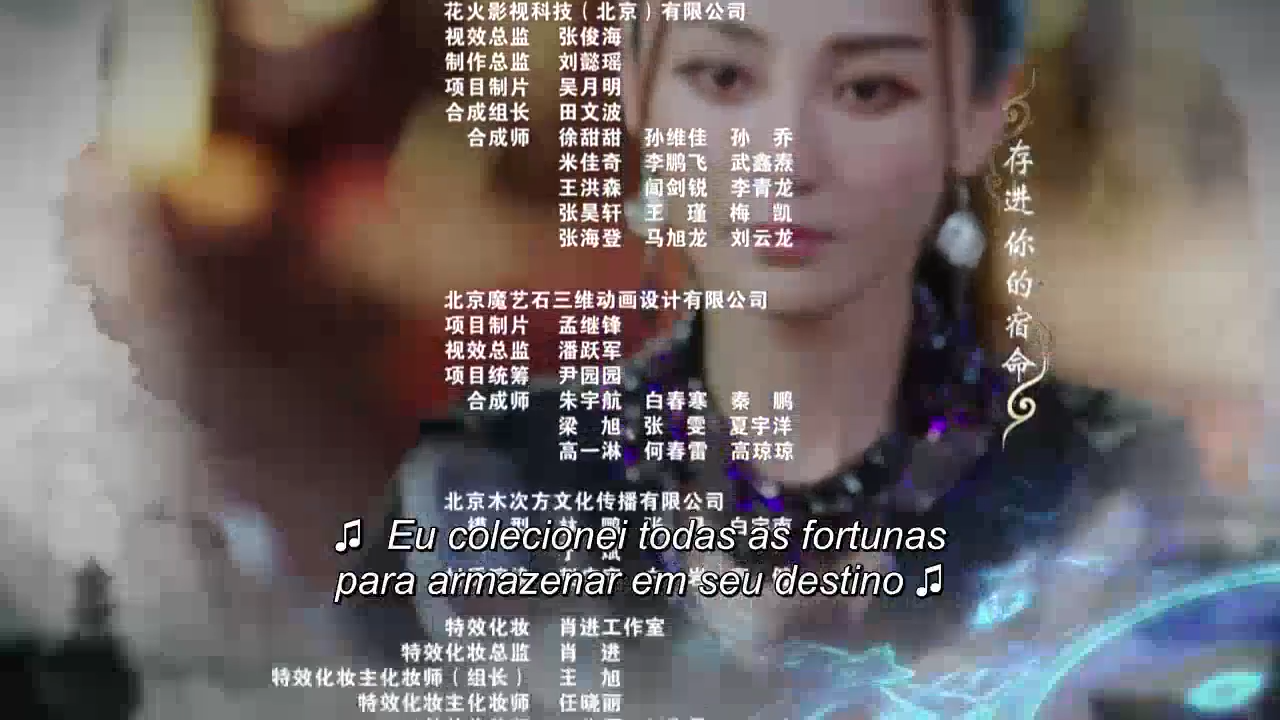 花火影视科技（北京）有限公司
视效总监 张俊海
制作总监 刘懿瑶
项目制片 吴月明
合成组长 田文波
合成师 徐甜甜 孙维佳 孙 乔
米佳奇 李鹏飞 武鑫焘
王洪森 闻剑锐 李青龙
张昊轩 王 瑾 梅 凯
张海登 马旭龙 刘云龙
北京魔艺石三维动画设计有限公司
项目制片 孟继锋
视效总监 潘跃军
项目统筹 尹园园
合成师 朱宇航 白春寒 秦 鹏
梁 旭 张 雯 夏宇洋
高一淋 何春雷 高琼琼
北京木次方文化传播有限公司
♫ Eu colecionei todas as fortunas
para armazenar em seu destino ♫
特效化妆 肖进工作室
特效化妆总监 肖 进
特效化妆主化妆师（组长） 王 旭
特效化妆主化妆师 任晓丽
存进你的宿命